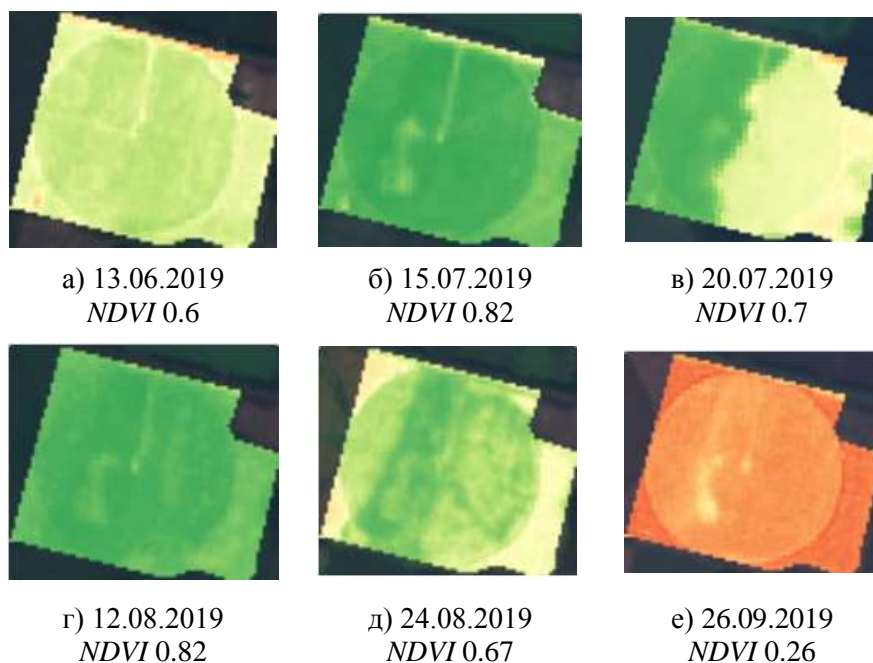 а) 13.06.2019
NDVI 0.6
б) 15.07.2019
NDVI 0.82
в) 20.07.2019
NDVI 0.7
г) 12.08.2019
NDVI 0.82
д) 24.08.2019
NDVI 0.67
е) 26.09.2019
NDVI 0.26